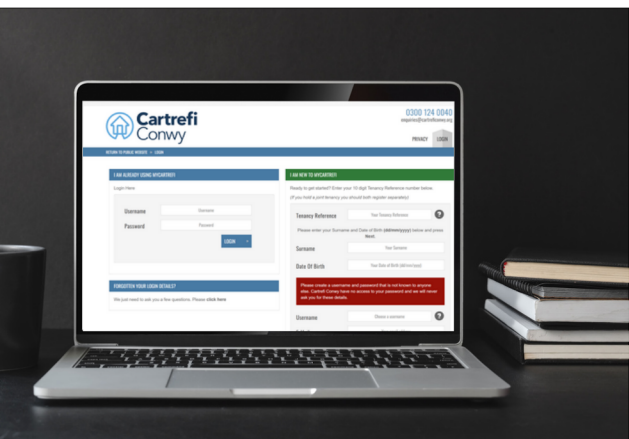 Cartrefi
Conwy
0300 124 0040
enquiries@cartreficonwy.org
PRIVACY LOGIN
RETURN TO PUBLIC WEBSITE > LOGIN
I AM ALREADY USING MYCARTREFI
Login Here
Username Username
Password Password
LOGIN
FORGOTTEN YOUR LOGIN DETAILS?
We just need to ask you a few questions. Please click here
I AM NEW TO MYCARTREFI
Ready to get started? Enter your 15 digit Tenancy Reference number below.
(If you hold a joint tenancy you should both register separately)
Tenancy Reference Your Tenancy Reference ?
Please enter your Surname and Date of Birth (dd/mm/yyyy) below and press
Next.
Surname Your Surname
Date Of Birth Your Date of Birth (dd/mm/yyyy)
Please create a username and password that is not known to anyone
else. Cartrefi Conwy have no access to your password and we will never
ask you for these details.
Username Choose a username ?